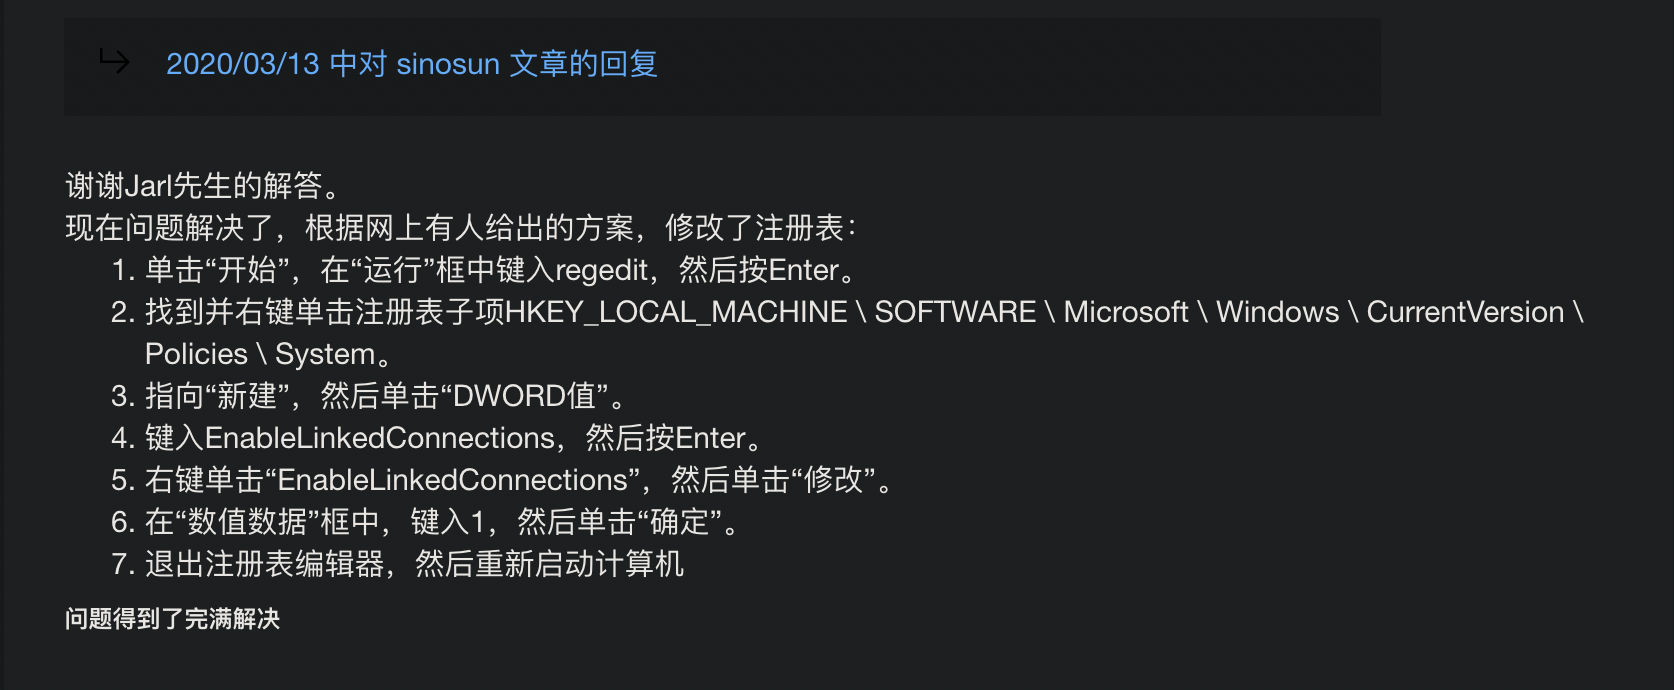 2020/03/13 中对 sinosun 文章的回复
谢谢Jarl先生的解答。
现在问题解决了，根据网上有人给出的方案，修改了注册表：
1. 单击“开始”，在“运行”框中键入regedit，然后按Enter。
2. 找到并右键单击注册表子项HKEY_LOCAL_MACHINE \ SOFTWARE \ Microsoft \ Windows \ CurrentVersion \
Policies \ System。
3. 指向“新建”，然后单击“DWORD值”。
4. 键入EnableLinkedConnections，然后按Enter。
5. 右键单击“EnableLinkedConnections”，然后单击“修改”。
6. 在“数值数据”框中，键入1，然后单击“确定”。
7. 退出注册表编辑器，然后重新启动计算机
问题得到了完满解决